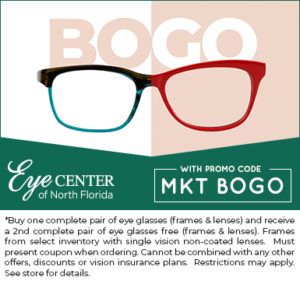 BOGO
Eye CENTER
of North Florida
WITH PROMO CODE
MKT BOGO
*Buy one complete pair of eye glasses (frames & lenses) and receive
a 2nd complete pair of eye glasses free (frames & lenses). Frames
from select inventory with single vision non-coated lenses. Must
present coupon when ordering. Cannot be combined with any other
offers, discounts or vision insurance plans. Restrictions may apply.
See store for details.